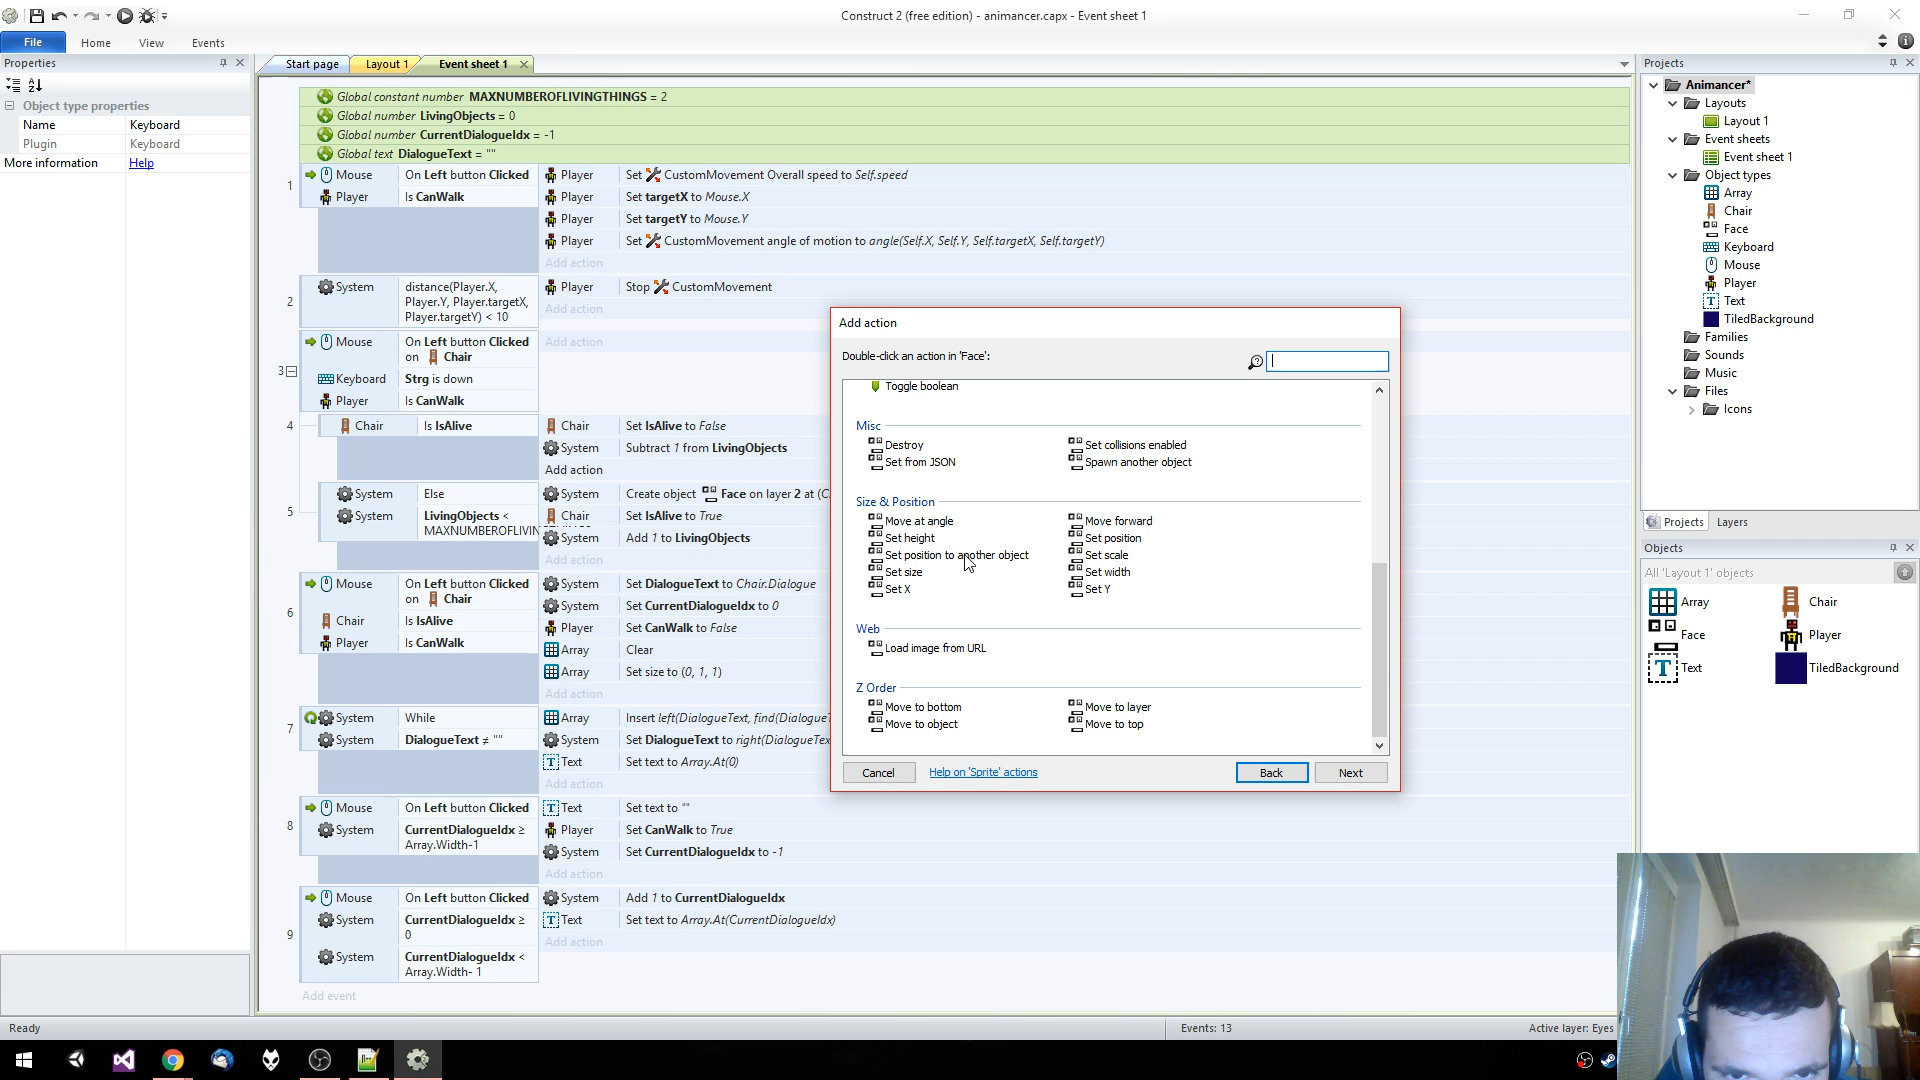 Construct 2 (free edition) - animancer.capx - Event sheet 1
File Home View Events
Properties
Object type properties
Name Keyboard
Plugin Keyboard
More information Help
Start page Layout 1 Event sheet 1
Global constant number MAXNUMBEROFLIVINGTHINGS = 2
Global number LivingObjects = 0
Global number CurrentDialogueIdx = -1
Global text DialogueText = ""
1 Mouse On Left button Clicked Player Set CustomMovement Overall speed to Self.speed
Player Is CanWalk Player Set targetX to Mouse.X
Player Set targetY to Mouse.Y
Player Set CustomMovement angle of motion to angle(Self.X, Self.Y, Self.targetX, Self.targetY)
Add action
2 System distance(Player.X, Player Stop CustomMovement
Player.Y, Player.targetX, Add action
Player.targetY) < 10
3 Mouse On Left button Clicked Add action
on Chair
Keyboard Strg is down
Player Is CanWalk
4 Chair Is IsAlive Chair Set IsAlive to False
System Subtract 1 from LivingObjects
Add action
5 System Else System Create object Face on layer 2 at (C
System LivingObjects < Chair Set IsAlive to True
MAXNUMBEROFLIVIN System Add 1 to LivingObjects
Add action
6 Mouse On Left button Clicked System Set DialogueText to Chair.Dialogue
on Chair System Set CurrentDialogueIdx to 0
Chair Is IsAlive Player Set CanWalk to False
Player Is CanWalk Array Clear
Array Set size to (0, 1, 1)
Add action
7 System While Array Insert left(DialogueText, find(DialogueT
System DialogueText ≠ "" System Set DialogueText to right(DialogueTex
Text Set text to Array.At(0)
Add action
8 Mouse On Left button Clicked Text Set text to ""
System CurrentDialogueIdx ≥ Player Set CanWalk to True
Array.Width-1 System Set CurrentDialogueIdx to -1
Add action
9 Mouse On Left button Clicked System Add 1 to CurrentDialogueIdx
System CurrentDialogueIdx ≥ Text Set text to Array.At(CurrentDialogueIdx)
0 Add action
System CurrentDialogueIdx <
Array.Width- 1
Add event
Add action
Double-click an action in 'Face':
Toggle boolean
Misc
Destroy Set collisions enabled
Set from JSON Spawn another object
Size & Position
Move at angle Move forward
Set height Set position
Set position to another object Set scale
Set size Set width
Set X Set Y
Web
Load image from URL
Z Order
Move to bottom Move to layer
Move to object Move to top
Cancel Help on 'Sprite' actions Back Next
Projects
Animancer*
Layouts
Layout 1
Event sheets
Event sheet 1
Object types
Array
Chair
Face
Keyboard
Mouse
Player
Text
TiledBackground
Families
Sounds
Music
Files
Icons
Projects Layers
Objects
All 'Layout 1' objects
Array Chair
Face Player
Text TiledBackground
Ready Events: 13 Active layer: Eyes